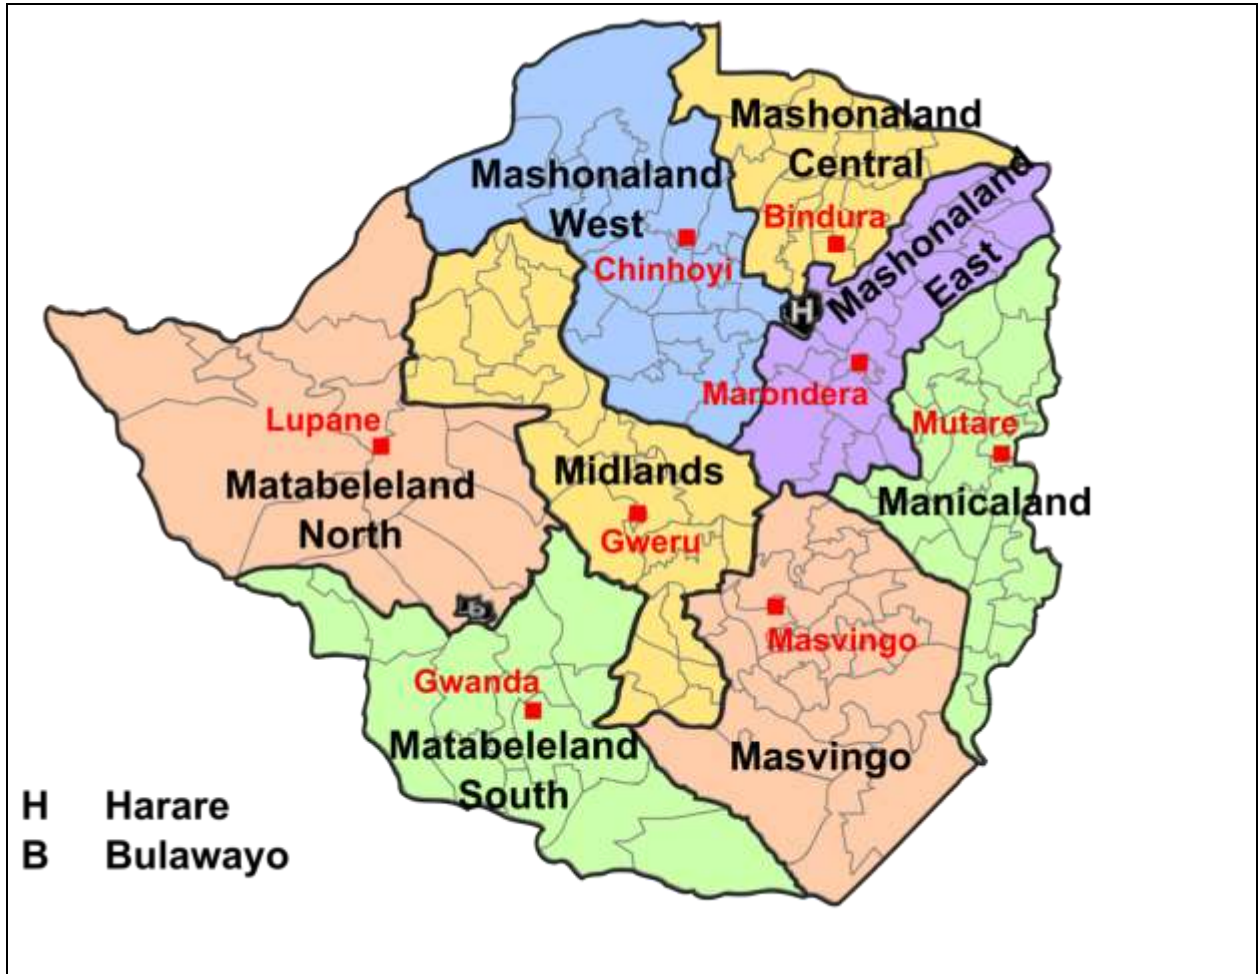 Mashonaland
Central
Mashonaland
West
Bindura
Chinhoyi
Mashonaland
East
H
Marondera
Lupane
Mutare
Matabeleland
North
Midlands
Manicaland
Gweru
B
Masvingo
Gwanda
Matabeleland
South
Masvingo
H Harare
B Bulawayo